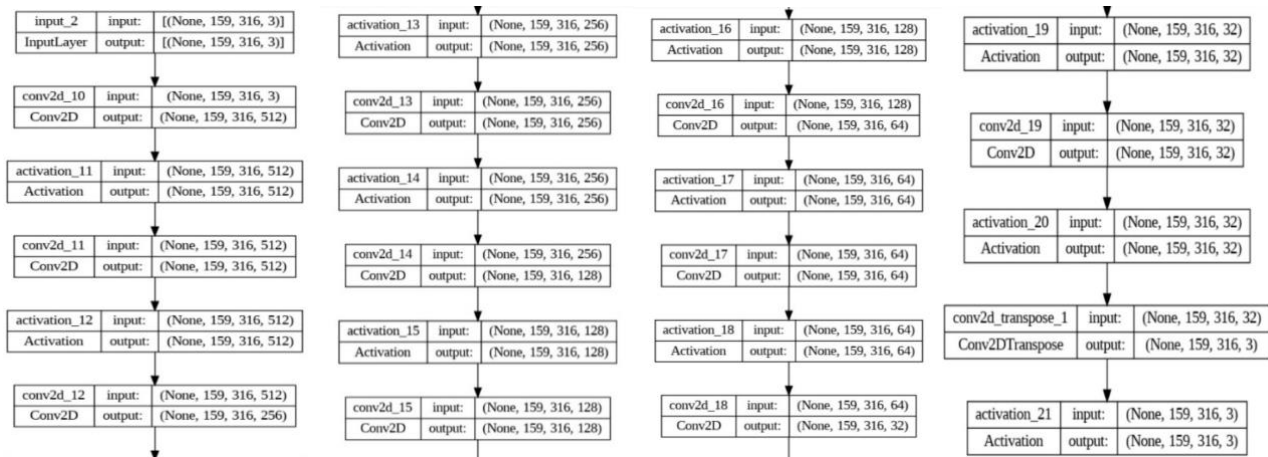 input_2 input: [(None, 159, 316, 3)]
InputLayer output: [(None, 159, 316, 3)]
conv2d_10 input: (None, 159, 316, 3)
Conv2D output: (None, 159, 316, 512)
activation_11 input: (None, 159, 316, 512)
Activation output: (None, 159, 316, 512)
conv2d_11 input: (None, 159, 316, 512)
Conv2D output: (None, 159, 316, 512)
activation_12 input: (None, 159, 316, 512)
Activation output: (None, 159, 316, 512)
conv2d_12 input: (None, 159, 316, 512)
Conv2D output: (None, 159, 316, 256)
activation_13 input: (None, 159, 316, 256)
Activation output: (None, 159, 316, 256)
conv2d_13 input: (None, 159, 316, 256)
Conv2D output: (None, 159, 316, 256)
activation_14 input: (None, 159, 316, 256)
Activation output: (None, 159, 316, 256)
conv2d_14 input: (None, 159, 316, 256)
Conv2D output: (None, 159, 316, 128)
activation_15 input: (None, 159, 316, 128)
Activation output: (None, 159, 316, 128)
conv2d_15 input: (None, 159, 316, 128)
Conv2D output: (None, 159, 316, 128)
activation_16 input: (None, 159, 316, 128)
Activation output: (None, 159, 316, 128)
conv2d_16 input: (None, 159, 316, 128)
Conv2D output: (None, 159, 316, 64)
activation_17 input: (None, 159, 316, 64)
Activation output: (None, 159, 316, 64)
conv2d_17 input: (None, 159, 316, 64)
Conv2D output: (None, 159, 316, 64)
activation_18 input: (None, 159, 316, 64)
Activation output: (None, 159, 316, 64)
conv2d_18 input: (None, 159, 316, 64)
Conv2D output: (None, 159, 316, 32)
activation_19 input: (None, 159, 316, 32)
Activation output: (None, 159, 316, 32)
conv2d_19 input: (None, 159, 316, 32)
Conv2D output: (None, 159, 316, 32)
activation_20 input: (None, 159, 316, 32)
Activation output: (None, 159, 316, 32)
conv2d_transpose_1 input: (None, 159, 316, 32)
Conv2DTranspose output: (None, 159, 316, 3)
activation_21 input: (None, 159, 316, 3)
Activation output: (None, 159, 316, 3)